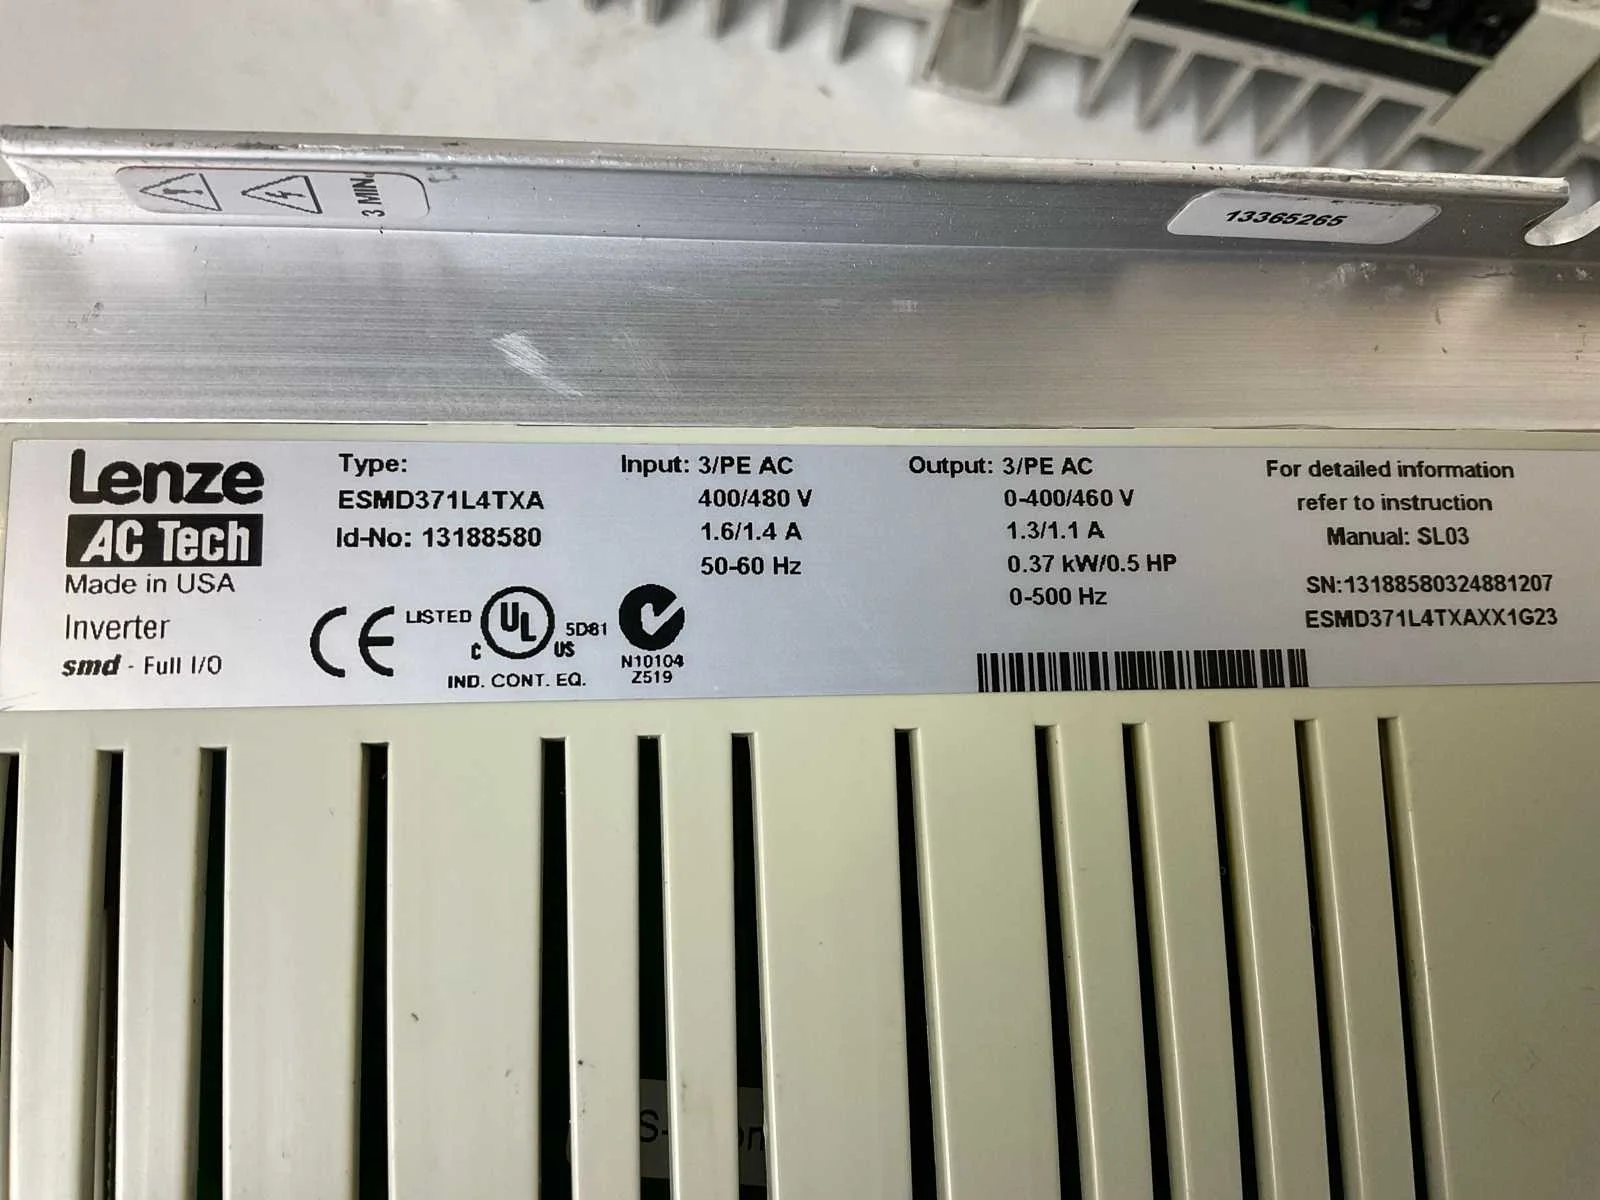 3 MIN.
13365265
Lenze
AC Tech
Made in USA
Inverter
smd - Full I/O
Type:
ESMD371L4TXA
Id-No: 13188580
Input: 3/PE AC
400/480 V
1.6/1.4 A
50-60 Hz
Output: 3/PE AC
0-400/460 V
1.3/1.1 A
0.37 kW/0.5 HP
0-500 Hz
For detailed information
refer to instruction
Manual: SL03
SN:13188580324881207
ESMD371L4TXAXX1G23
CE
LISTED
C UL US
5D81
IND. CONT. EQ.
N10104
Z519